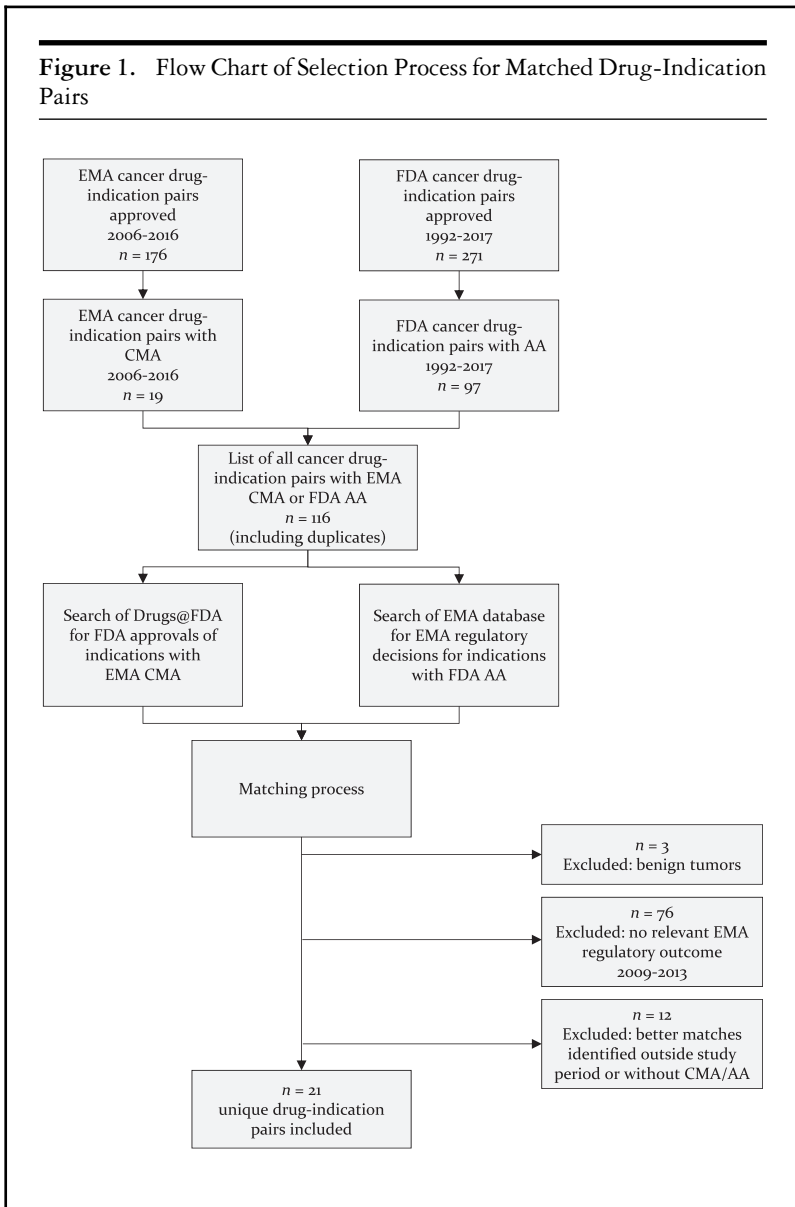 Figure 1. Flow Chart of Selection Process for Matched Drug-Indication
Pairs
EMA cancer drug-
indication pairs
approved
2006-2016
n = 176
FDA cancer drug-
indication pairs
approved
1992-2017
n = 271
EMA cancer drug-
indication pairs with
CMA
2006-2016
n = 19
FDA cancer drug-
indication pairs with AA
1992-2017
n = 97
List of all cancer drug-
indication pairs with EMA
CMA or FDA AA
n = 116
(including duplicates)
Search of Drugs@FDA
for FDA approvals of
indications with
EMA CMA
Search of EMA database
for EMA regulatory
decisions for indications
with FDA AA
Matching process
n = 3
Excluded: benign tumors
n = 76
Excluded: no relevant EMA
regulatory outcome
2009-2013
n = 12
Excluded: better matches
identified outside study
period or without CMA/AA
n = 21
unique drug-indication
pairs included